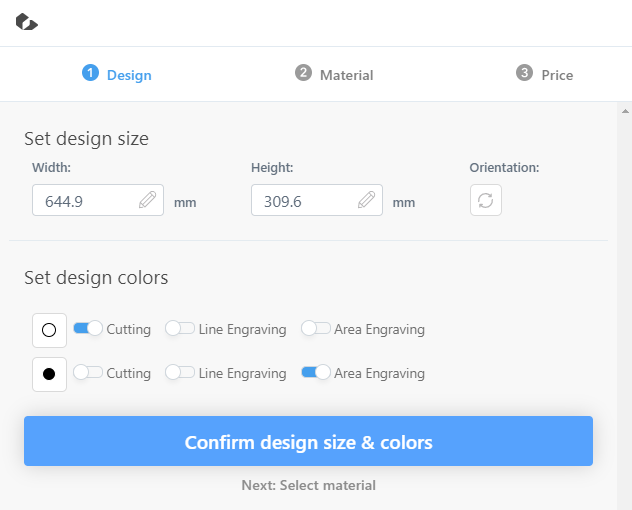 1 Design 2 Material 3 Price
Set design size
Width: Height: Orientation:
644.9 mm 309.6 mm
Set design colors
Cutting Line Engraving Area Engraving
Cutting Line Engraving Area Engraving
Confirm design size & colors
Next: Select material